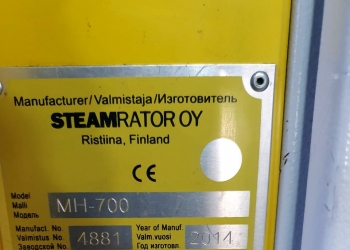 Manufacturer/Valmistaja/Изготовитель
STEAMRATOR OY
Ristiina, Finland
CE
Model
Malli
Модель
MH-700
Manufact. No.
Valmistus No
Заводской No
4881
Year of Manuf.
Valm.vuosi
Год изготовл.
2014